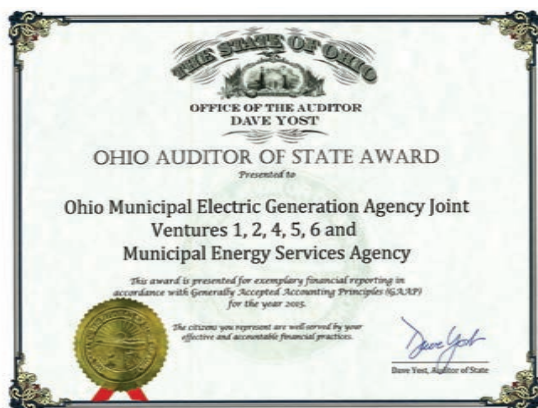 THE STATE OF OHIO
OFFICE OF THE AUDITOR
DAVE YOST
OHIO AUDITOR OF STATE AWARD
Presented to
Ohio Municipal Electric Generation Agency Joint
Ventures 1, 2, 4, 5, 6 and
Municipal Energy Services Agency
This award is presented for exemplary financial reporting in
accordance with Generally Accepted Accounting Principles (GAAP)
for the year 2015.
The citizens you represent are well served by your
effective and accountable financial practices.
Dave Yost
Dave Yost, Auditor of State